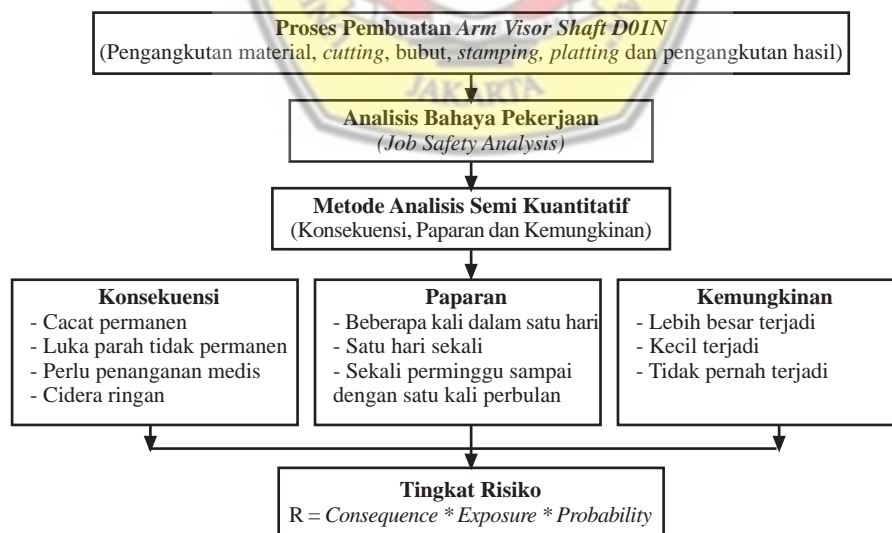 Proses Pembuatan Arm Visor Shaft D01N
(Pengangkutan material, cutting, bubut, stamping, platting dan pengangkutan hasil)
JAKARTA
Analisis Bahaya Pekerjaan
(Job Safety Analysis)
Metode Analisis Semi Kuantitatif
(Konsekuensi, Paparan dan Kemungkinan)
Konsekuensi
- Cacat permanen
- Luka parah tidak permanen
- Perlu penanganan medis
- Cidera ringan
Paparan
- Beberapa kali dalam satu hari
- Satu hari sekali
- Sekali perminggu sampai
dengan satu kali perbulan
Kemungkinan
- Lebih besar terjadi
- Kecil terjadi
- Tidak pernah terjadi
Tingkat Risiko
R = Consequence * Exposure * Probability